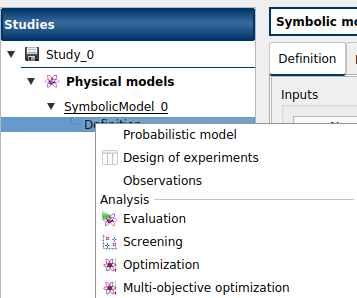 Studies
Symbolic mo
Study_0
Definition
Physical models
Inputs
SymbolicModel_0
Definition
Probabilistic model
Design of experiments
Observations
Analysis
Evaluation
Screening
Optimization
Multi-objective optimization